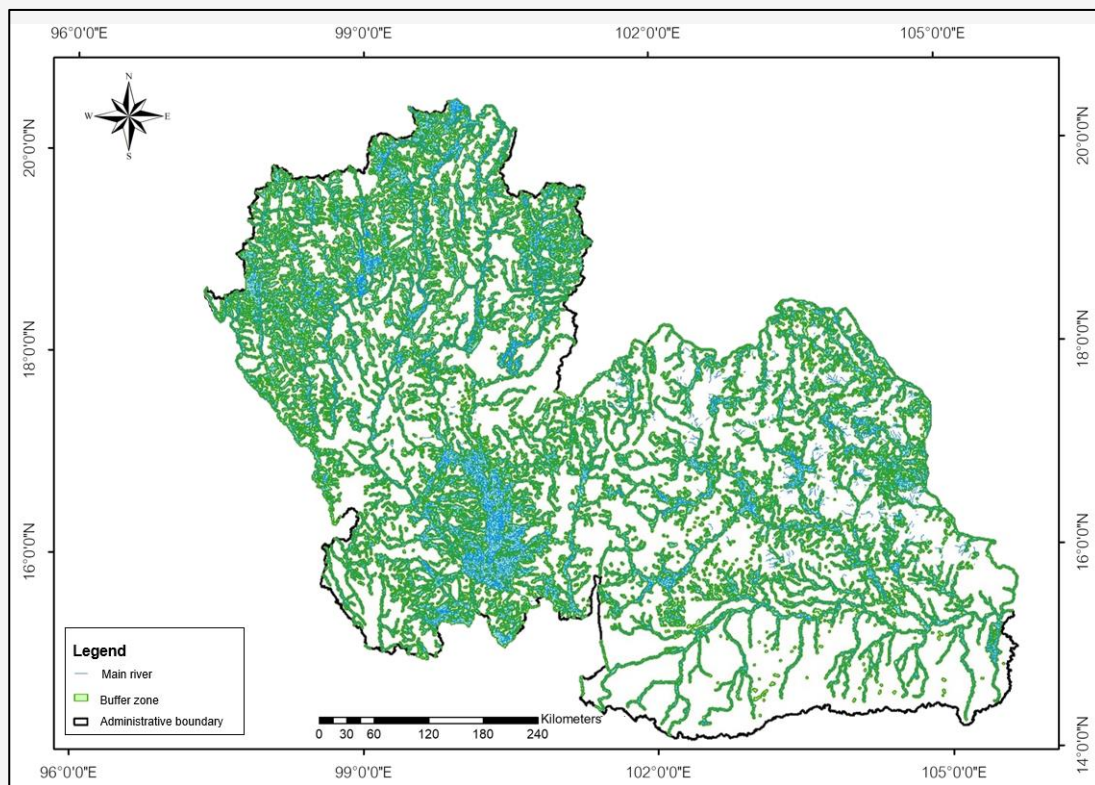 96°0'0"E 99°0'0"E 102°0'0"E 105°0'0"E
N
W E
S
20°0'0"N
18°0'0"N
16°0'0"N
20°0'0"N
18°0'0"N
16°0'0"N
14°0'0"N
Legend
Main river
Buffer zone
Administrative boundary
Kilometers
0 30 60 120 180 240
96°0'0"E 99°0'0"E 102°0'0"E 105°0'0"E